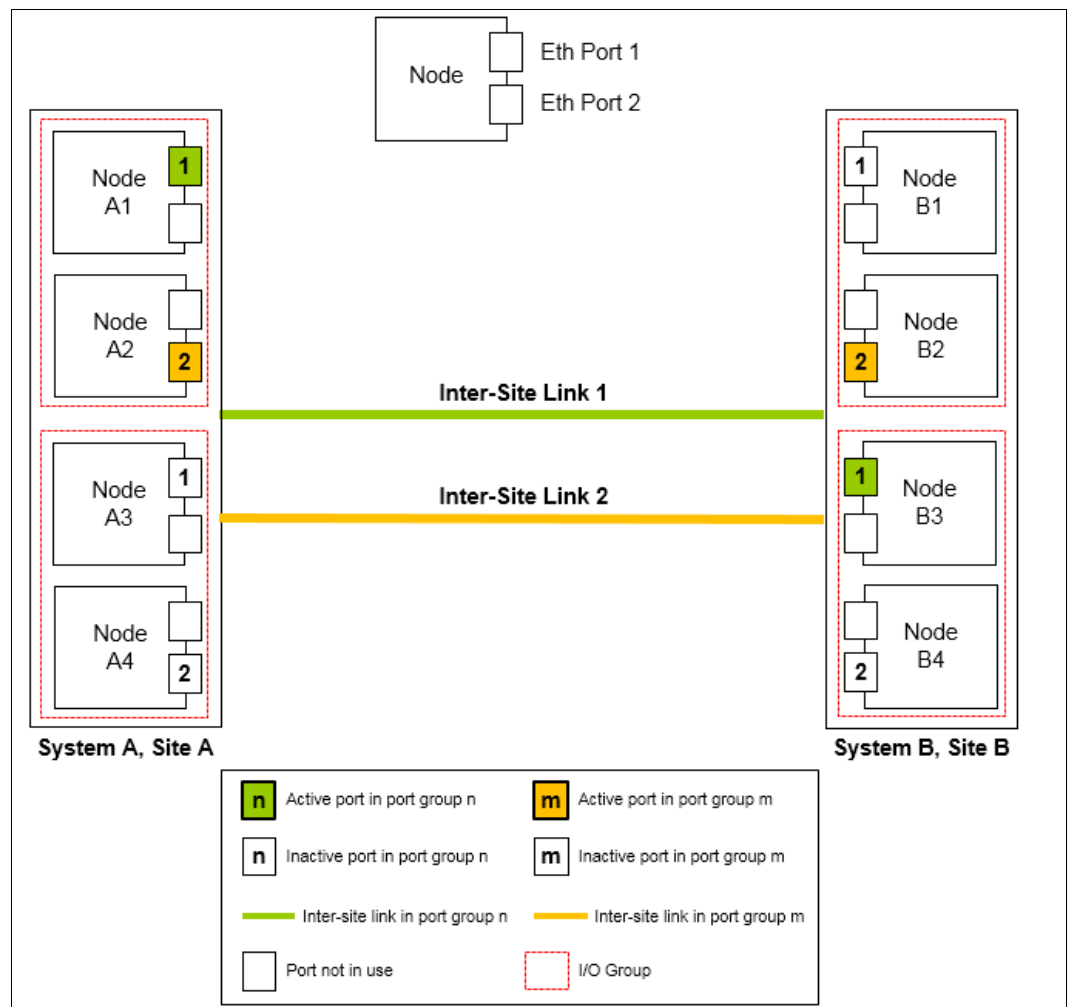 Node
Eth Port 1
Eth Port 2
Node
A1
1
Node
A2
2
Node
A3
1
Node
A4
2
System A, Site A
Inter-Site Link 1
Inter-Site Link 2
1
Node
B1
2
Node
B2
1
Node
B3
2
Node
B4
System B, Site B
n
Active port in port group n
m
Active port in port group m
n
Inactive port in port group n
m
Inactive port in port group m
Inter-site link in port group n
Inter-site link in port group m
Port not in use
I/O Group